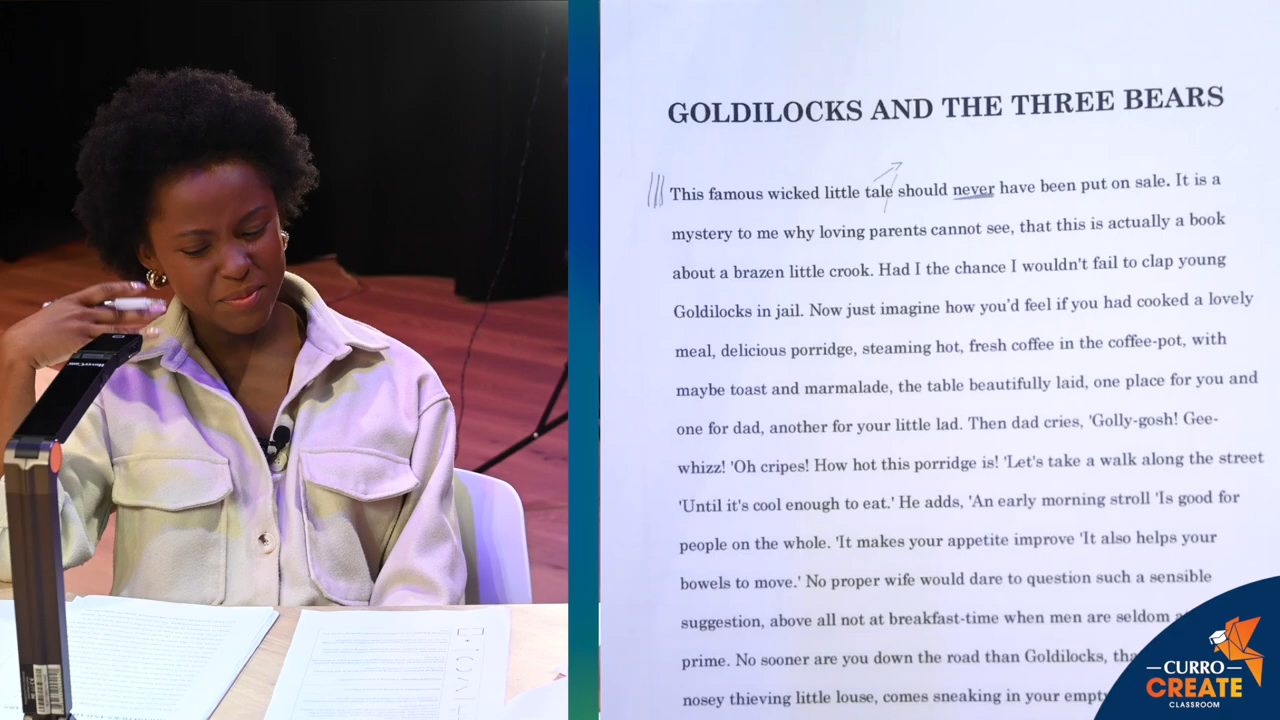 GOLDILOCKS AND THE THREE BEARS
This famous wicked little tale should never have been put on sale. It is a
mystery to me why loving parents cannot see, that this is actually a book
about a brazen little crook. Had I the chance I wouldn't fail to clap young
Goldilocks in jail. Now just imagine how you'd feel if you had cooked a lovely
meal, delicious porridge, steaming hot, fresh coffee in the coffee-pot, with
maybe toast and marmalade, the table beautifully laid, one place for you and
one for dad, another for your little lad. Then dad cries, 'Golly-gosh! Gee-
whizz! 'Oh cripes! How hot this porridge is! 'Let's take a walk along the street
'Until it's cool enough to eat.' He adds, 'An early morning stroll 'Is good for
people on the whole. 'It makes your appetite improve 'It also helps your
bowels to move.' No proper wife would dare to question such a sensible
suggestion, above all not at breakfast-time when men are seldom
prime. No sooner are you down the road than Goldilocks,
nosey thieving little louse, comes sneaking in your
CURRO
CREATE
CLASSROOM